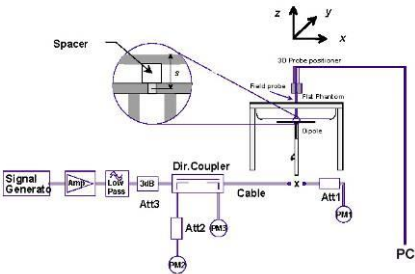 z
y
x
Spacer
s
3D Probe positioner
Field probe
Flat Phantom
Dipole
Signal
Generato
Amp
Low
Pass
3dB
Att3
Dir.Coupler
Cable
x
Att1
PM1
Att2
PM3
PM2
PC